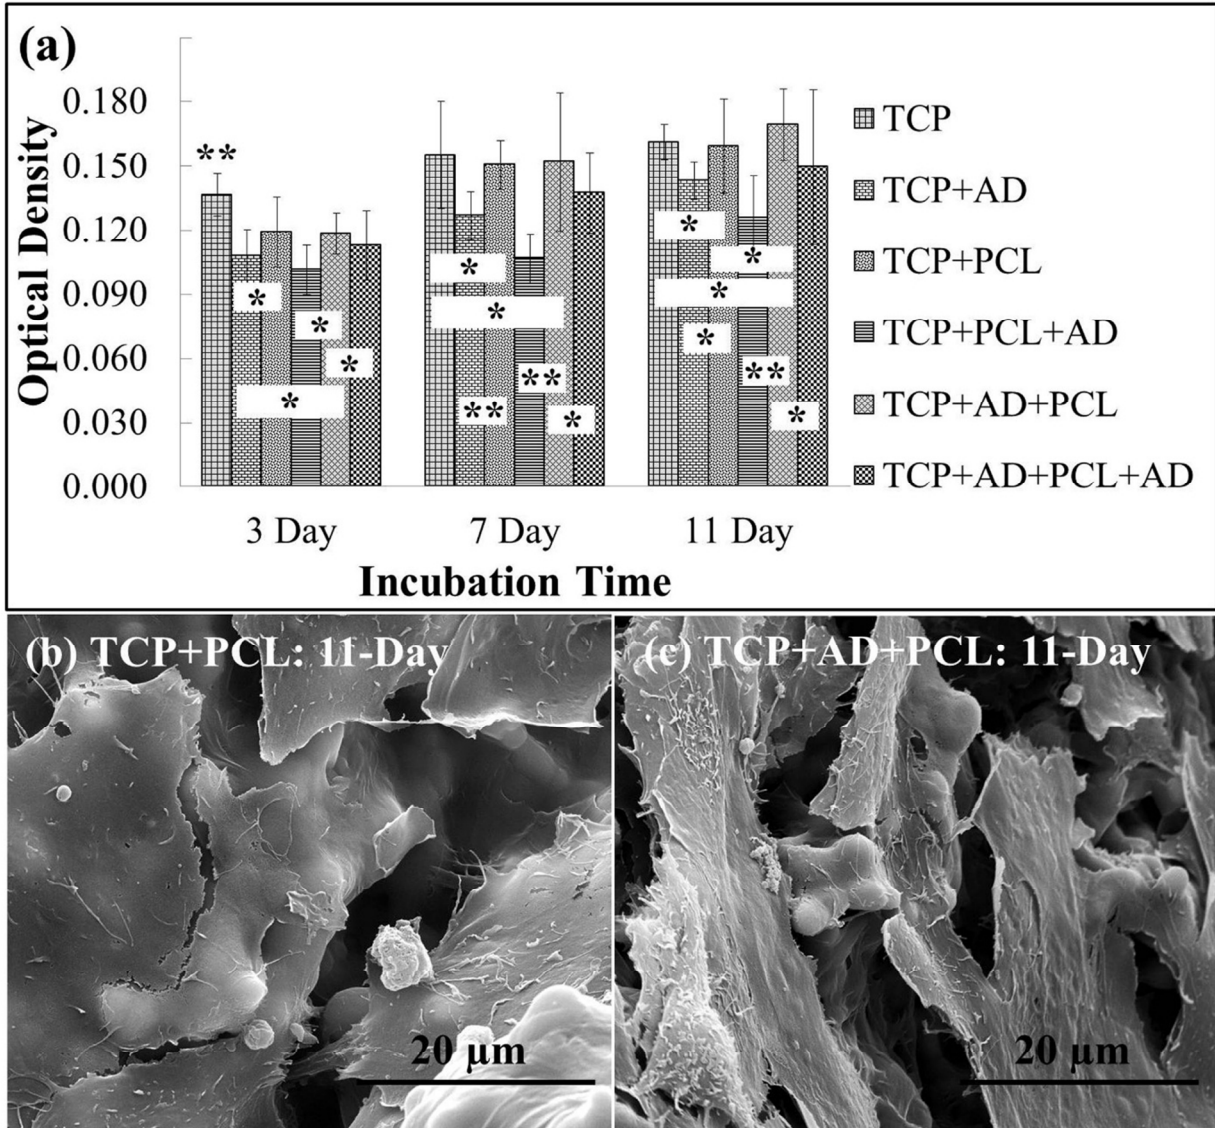 (a)
Optical Density
0.180
0.150
0.120
0.090
0.060
0.030
0.000
**
*
*
*
*
*
*
**
**
*
*
*
*
*
**
*
3 Day
7 Day
11 Day
Incubation Time
TCP
TCP+AD
TCP+PCL
TCP+PCL+AD
TCP+AD+PCL
TCP+AD+PCL+AD
(b) TCP+PCL: 11-Day
20 µm
(c) TCP+AD+PCL: 11-Day
20 µm